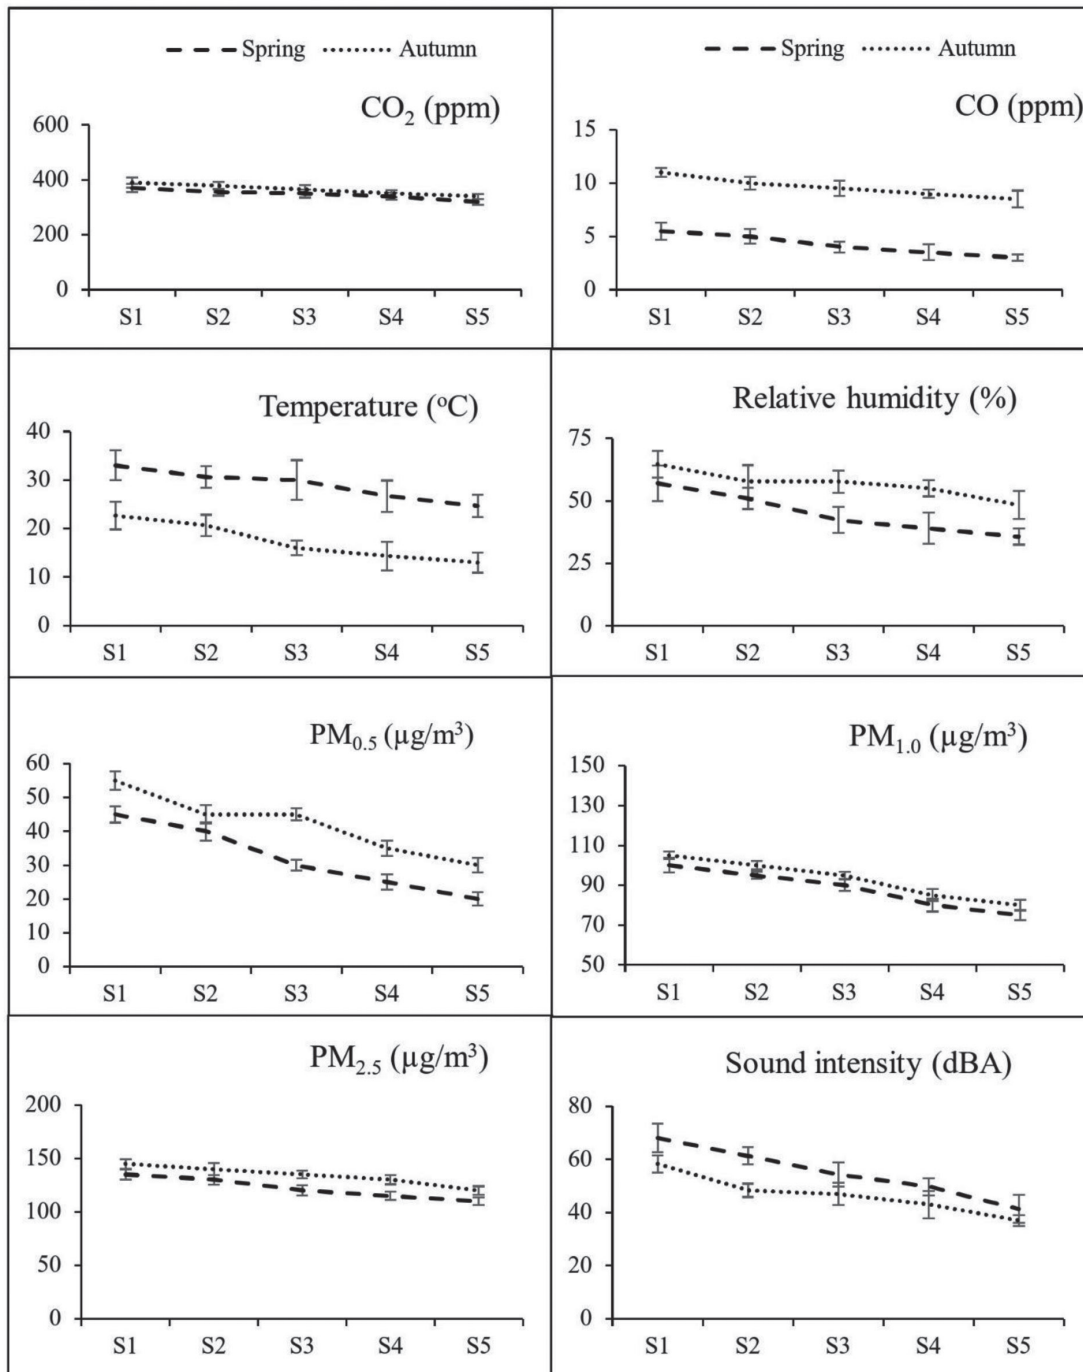 Spring Autumn
CO₂ (ppm)
600
400
200
0
S1 S2 S3 S4 S5
Spring Autumn
CO (ppm)
15
10
5
0
S1 S2 S3 S4 S5
Temperature (ºC)
40
30
20
10
0
S1 S2 S3 S4 S5
Relative humidity (%)
75
50
25
0
S1 S2 S3 S4 S5
PM₀.₅ (µg/m³)
60
50
40
30
20
10
0
S1 S2 S3 S4 S5
PM₁.₀ (µg/m³)
150
130
110
90
70
50
S1 S2 S3 S4 S5
PM₂.₅ (µg/m³)
200
150
100
50
0
S1 S2 S3 S4 S5
Sound intensity (dBA)
80
60
40
20
0
S1 S2 S3 S4 S5